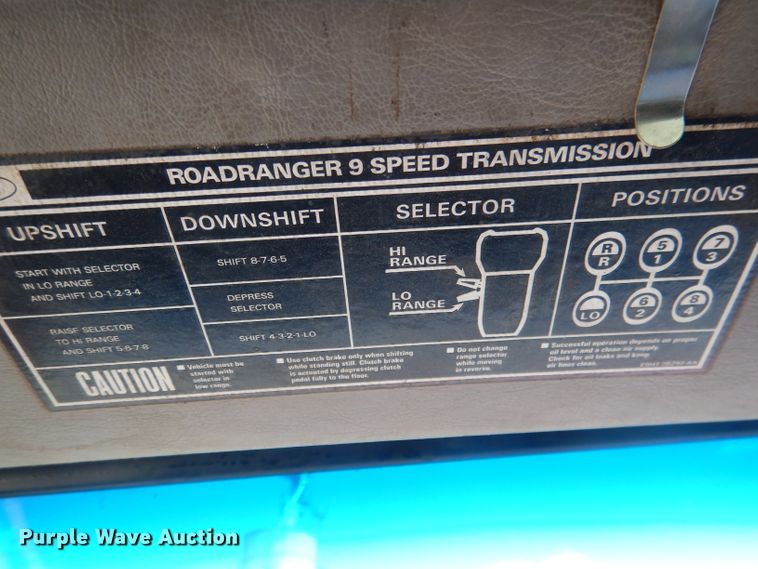 ROADRANGER 9 SPEED TRANSMISSION
UPSHIFT
START WITH SELECTOR
IN LO RANGE
AND SHIFT LO-1-2-3-4
RAISE SELECTOR
TO HI RANGE
AND SHIFT 5-6-7-8
DOWNSHIFT
SHIFT 8-7-6-5
DEPRESS
SELECTOR
SHIFT 4-3-2-1-LO
SELECTOR
HI
RANGE
LO
RANGE
POSITIONS
R 5 7
R 1 3
LO 6 8
2 4
CAUTION
Vehicle must be
started with
selector in
low range.
Use clutch brake only when shifting
while standing still. Clutch brake
is actuated by depressing clutch
pedal fully to the floor.
Do not change
range selector
while moving
in reverse.
Successful operation depends on proper
oil level and a clean air supply.
Check for oil leaks and keep
air lines clean.
Purple Wave Auction